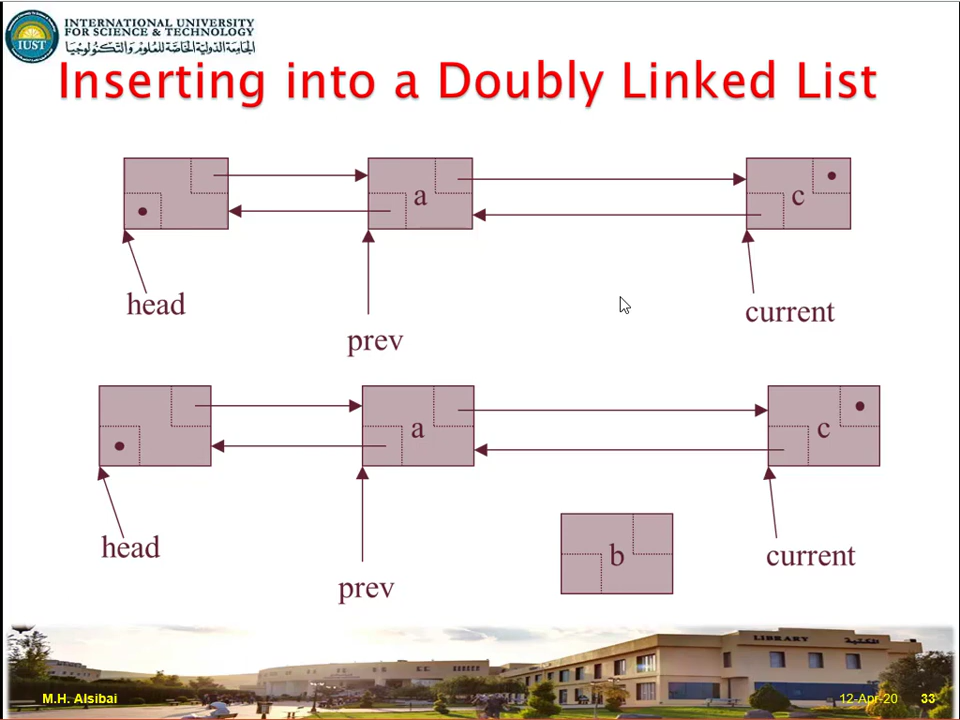 INTERNATIONAL UNIVERSITY
FOR SCIENCE & TECHNOLOGY
الجامعة الدولية الخاصة للعلوم والتكنولوجيا
IUST
Inserting into a Doubly Linked List
a
c
head
prev
current
a
c
b
head
prev
current
LIBRARY المكتبة
M.H. Alsibai
12-Apr-20
33